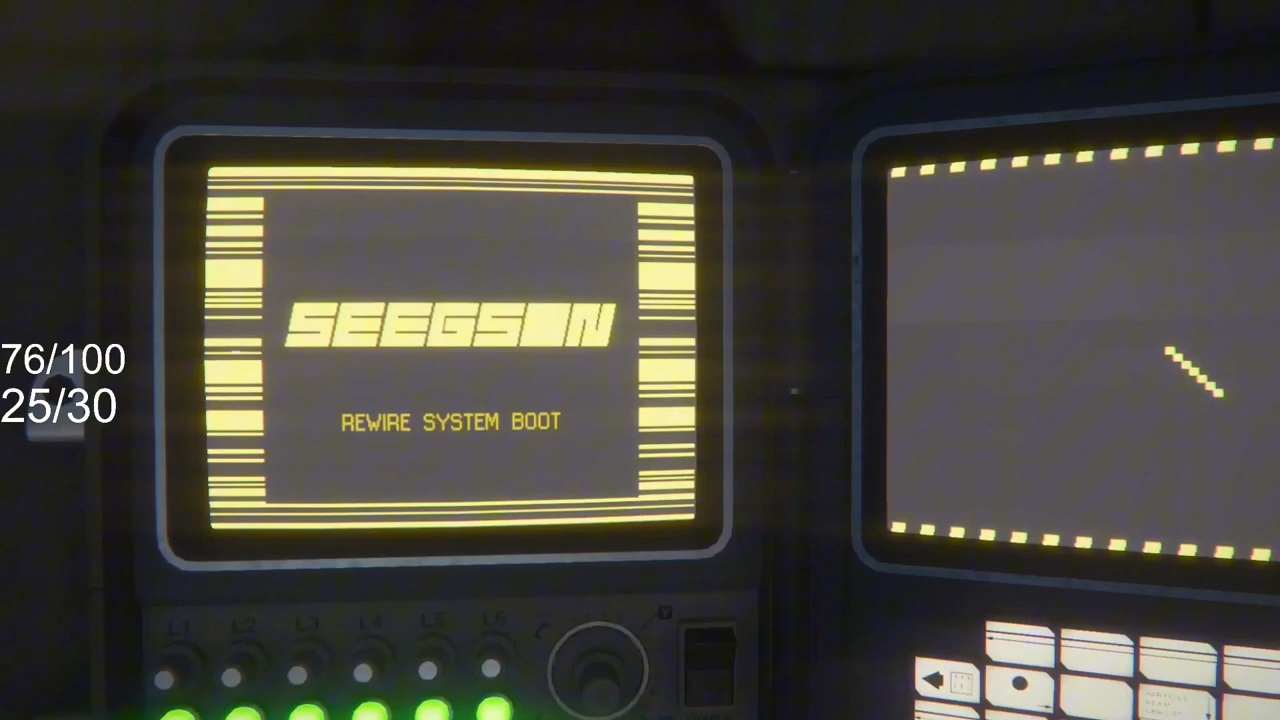 76/100
25/30
SEEGSON
REWIRE SYSTEM BOOT
L1 L2 L3 L4 L5 L6